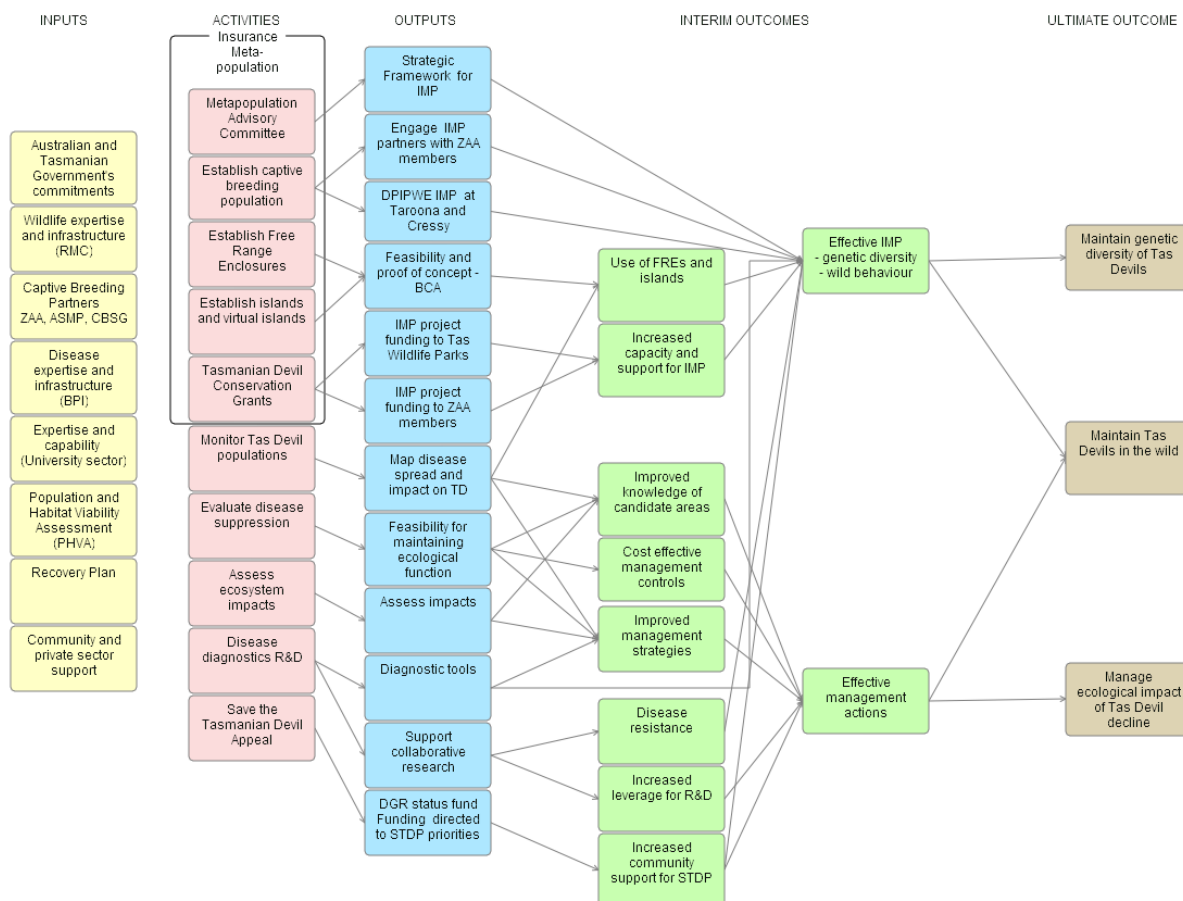 INPUTS
ACTIVITIES
OUTPUTS
INTERIM OUTCOMES
ULTIMATE OUTCOME
Australian and
Tasmanian
Government's
commitments
Wildlife expertise
and infrastructure
(RMC)
Captive Breeding
Partners
ZAA, ASMP, CBSG
Disease
expertise and
infrastructure
(BPI)
Expertise and
capability
(University sector)
Population and
Habitat Viability
Assessment
(PHVA)
Recovery Plan
Community and
private sector
support
Insurance
Meta-
population
Metapopulation
Advisory
Committee
Establish captive
breeding
population
Establish Free
Range
Enclosures
Establish islands
and virtual islands
Tasmanian Devil
Conservation
Grants
Monitor Tas Devil
populations
Evaluate disease
suppression
Assess
ecosystem
impacts
Disease
diagnostics R&D
Save the
Tasmanian Devil
Appeal
Strategic
Framework for
IMP
Engage IMP
partners with ZAA
members
DPIPWE IMP at
Taroona and
Cressy
Feasibility and
proof of concept -
BCA
IMP project
funding to Tas
Wildlife Parks
IMP project
funding to ZAA
members
Map disease
spread and
impact on TD
Feasibility for
maintaining
ecological
function
Assess impacts
Diagnostic tools
Support
collaborative
research
DGR status fund
Funding directed
to STDP priorities
Use of FREs and
islands
Increased
capacity and
support for IMP
Improved
knowledge of
candidate areas
Cost effective
management
controls
Improved
management
strategies
Disease
resistance
Increased
leverage for R&D
Increased
community
support for STDP
Effective IMP
- genetic diversity
- wild behaviour
Effective
management
actions
Maintain genetic
diversity of Tas
Devils
Maintain Tas
Devils in the wild
Manage
ecological impact
of Tas Devil
decline